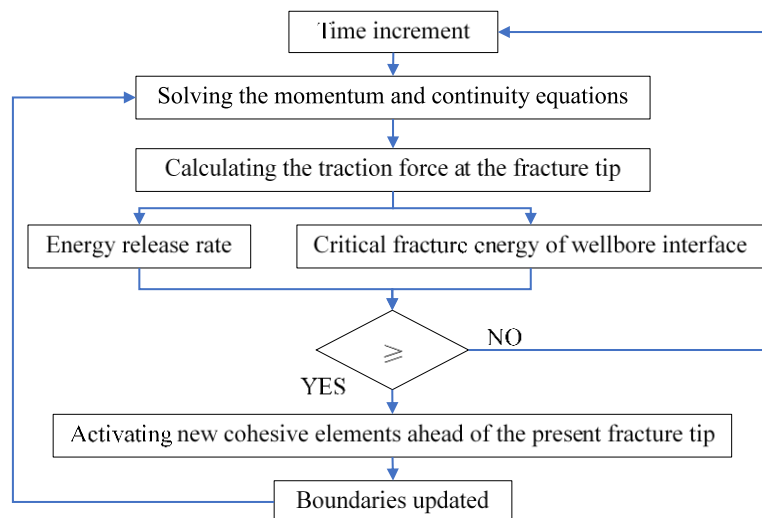 Time increment
Solving the momentum and continuity equations
Calculating the traction force at the fracture tip
Energy release rate
Critical fracture energy of wellbore interface
⩾
NO
YES
Activating new cohesive elements ahead of the present fracture tip
Boundaries updated